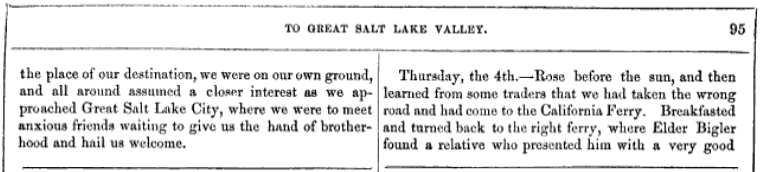 TO GREAT SALT LAKE VALLEY. 95
the place of our destination, we were on our own ground,
and all around assumed a closer interest as we ap-
proached Great Salt Lake City, where we were to meet
anxious friends waiting to give us the hand of brother-
hood and hail us welcome.
Thursday, the 4th.—Rose before the sun, and then
learned from some traders that we had taken the wrong
road and had come to the California Ferry. Breakfasted
and turned back to the right ferry, where Elder Bigler
found a relative who presented him with a very good